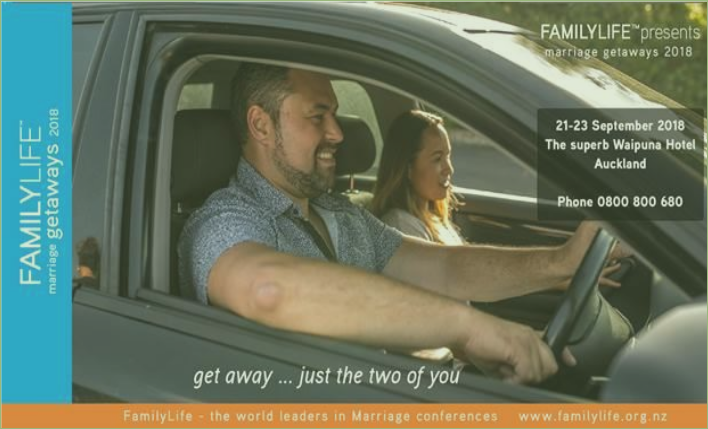 FAMILYLIFE™
marriage getaways 2018
FAMILYLIFE™presents
marriage getaways 2018
21-23 September 2018
The superb Waipuna Hotel
Auckland
Phone 0800 800 680
get away ... just the two of you
FamilyLife - the world leaders in Marriage conferences www.familylife.org.nz